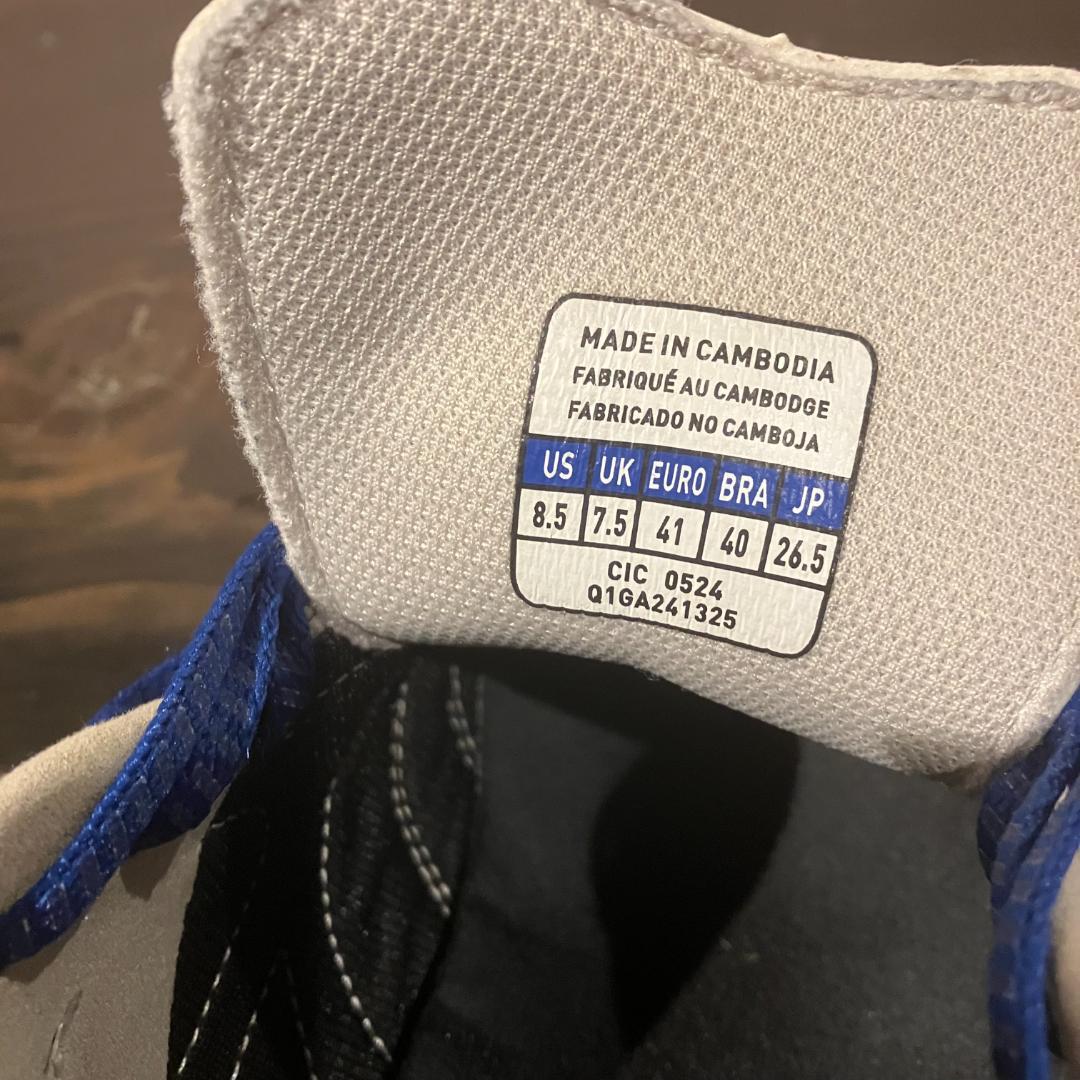 MADE IN CAMBODIA
FABRIQUÉ AU CAMBODGE
FABRICADO NO CAMBOJA
US UK EURO BRA JP
8.5 7.5 41 40 26.5
CIC 0524
Q1GA241325